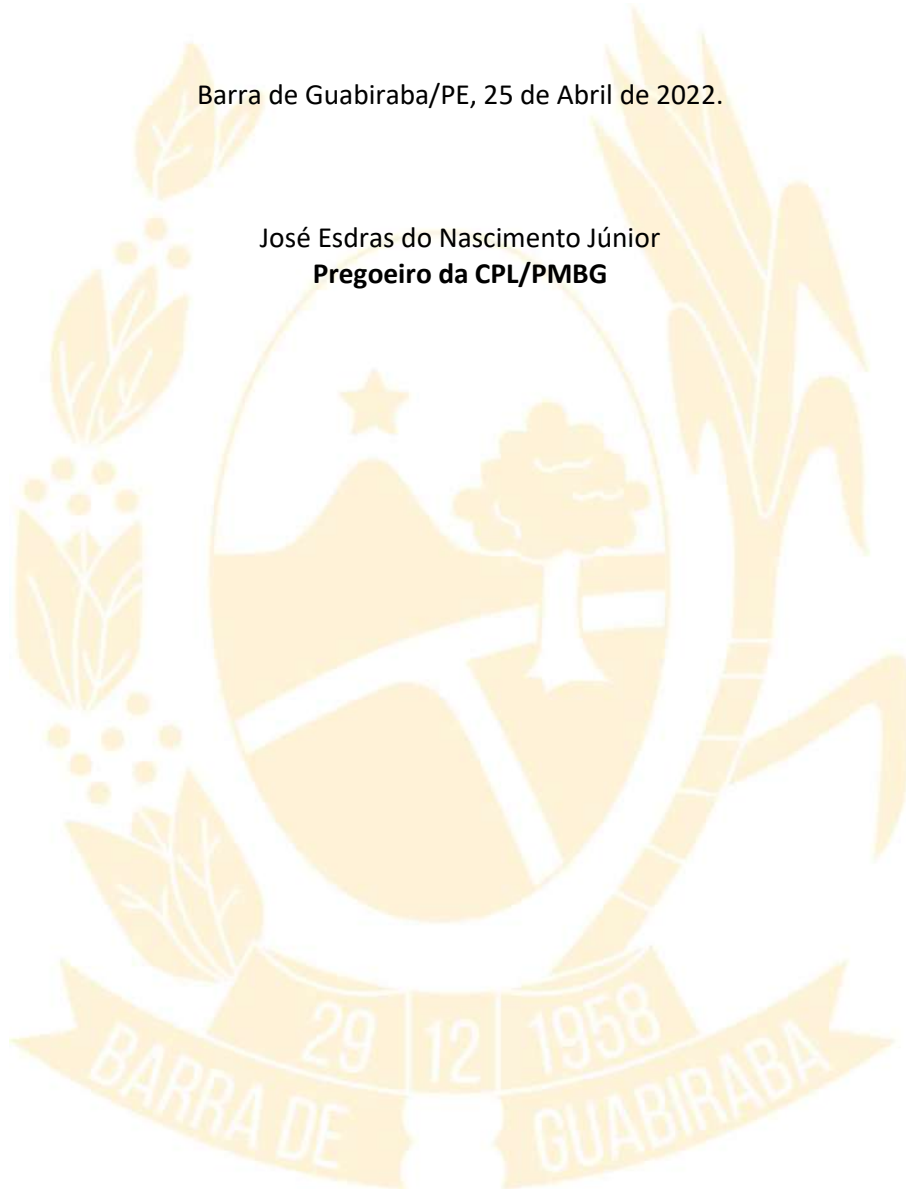 Barra de Guabiraba/PE, 25 de Abril de 2022.
José Esdras do Nascimento Júnior
Pregoeiro da CPL/PMBG
29 12 1958
BARRA DE GUABIRABA